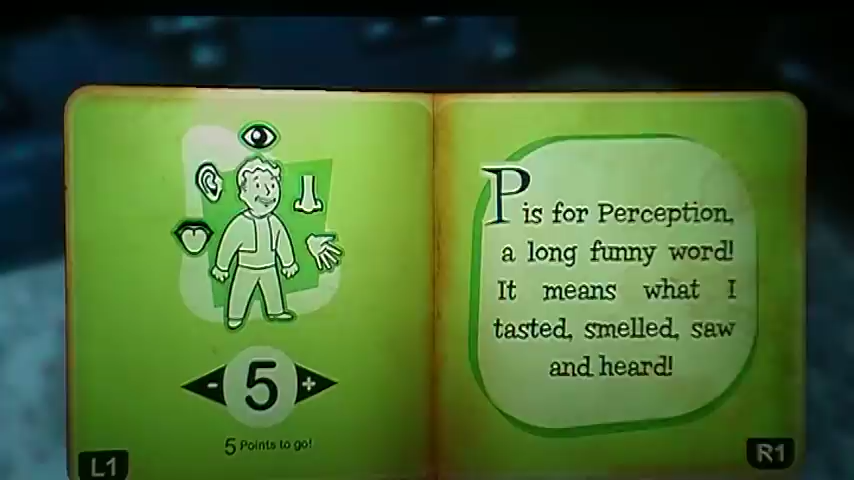 - 5 +
5 Points to go!
L1
P is for Perception,
a long funny word!
It means what I
tasted, smelled, saw
and heard!
R1